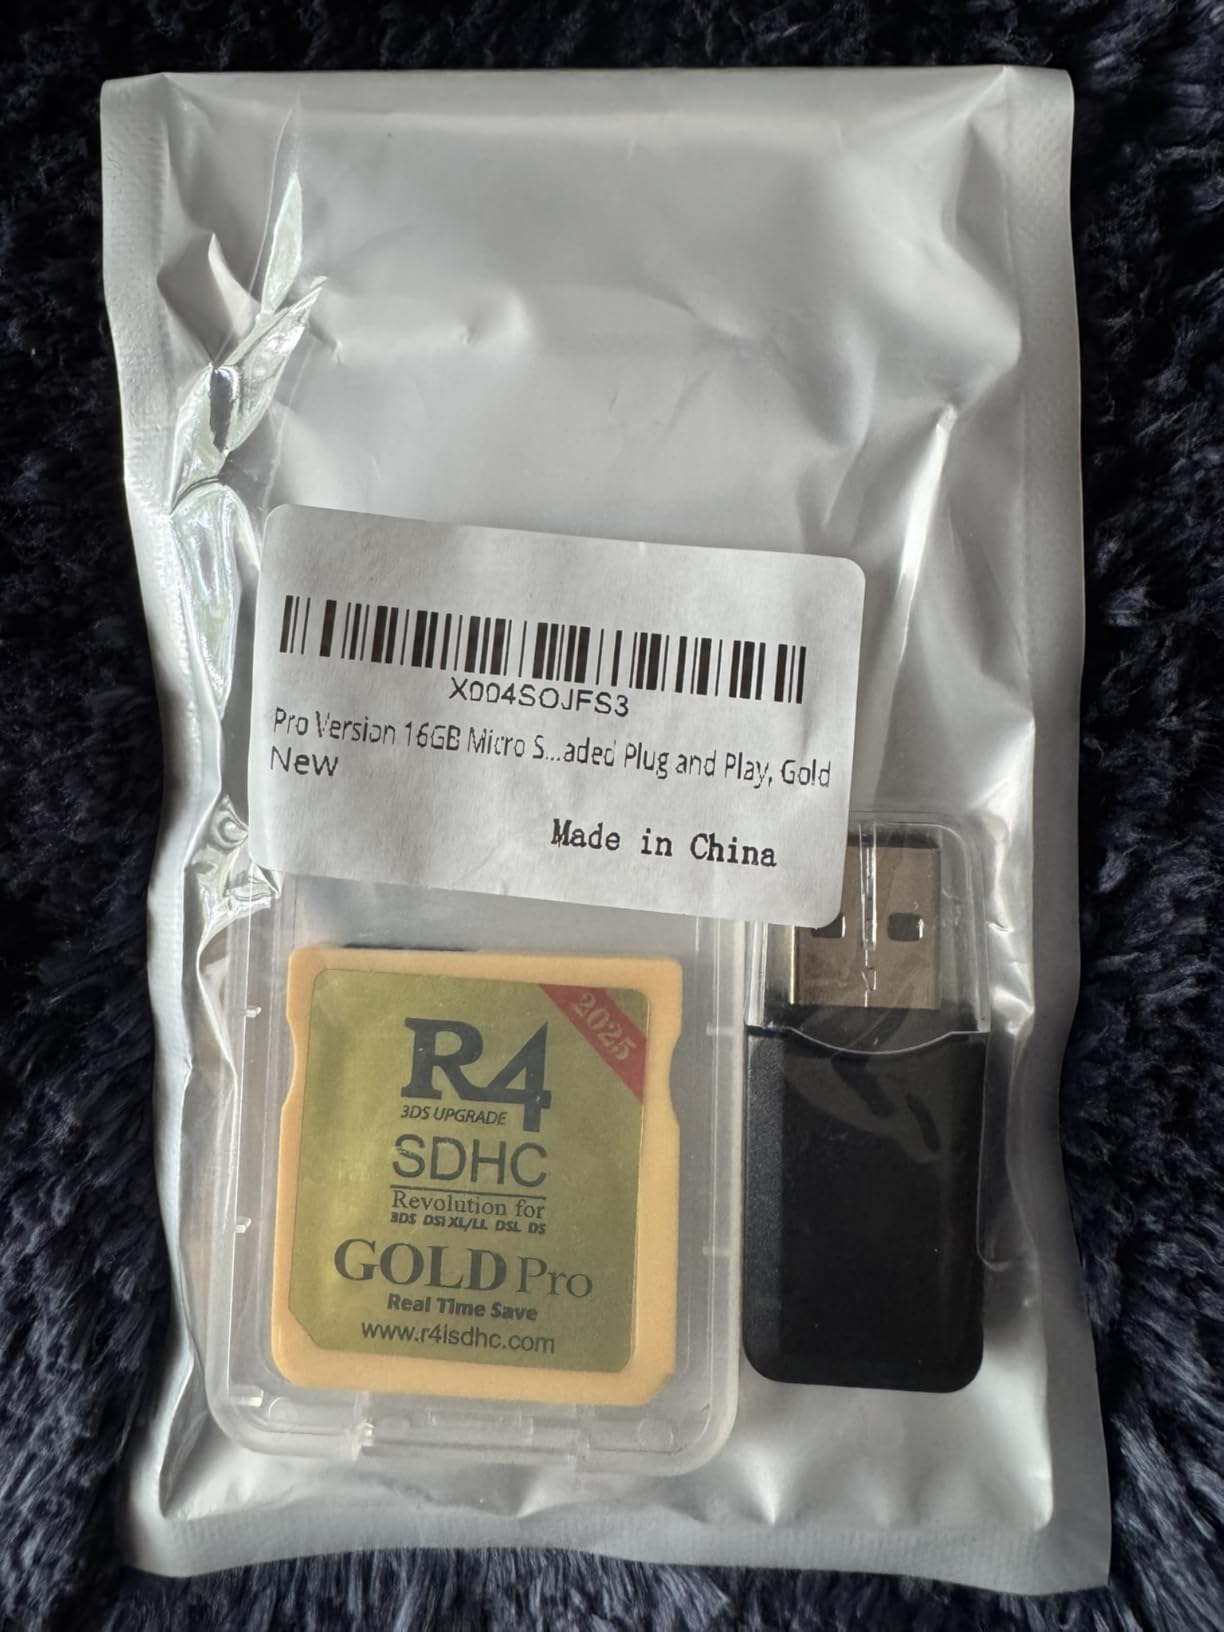 X004SOJFS3
Pro Version 16GB Micro S...aded Plug and Play, Gold
New
Made in China
2025
R4
3DS UPGRADE
SDHC
Revolution for
3DS DSi XL/LL DSL DS
GOLD Pro
Real Time Save
www.r4isdhc.com